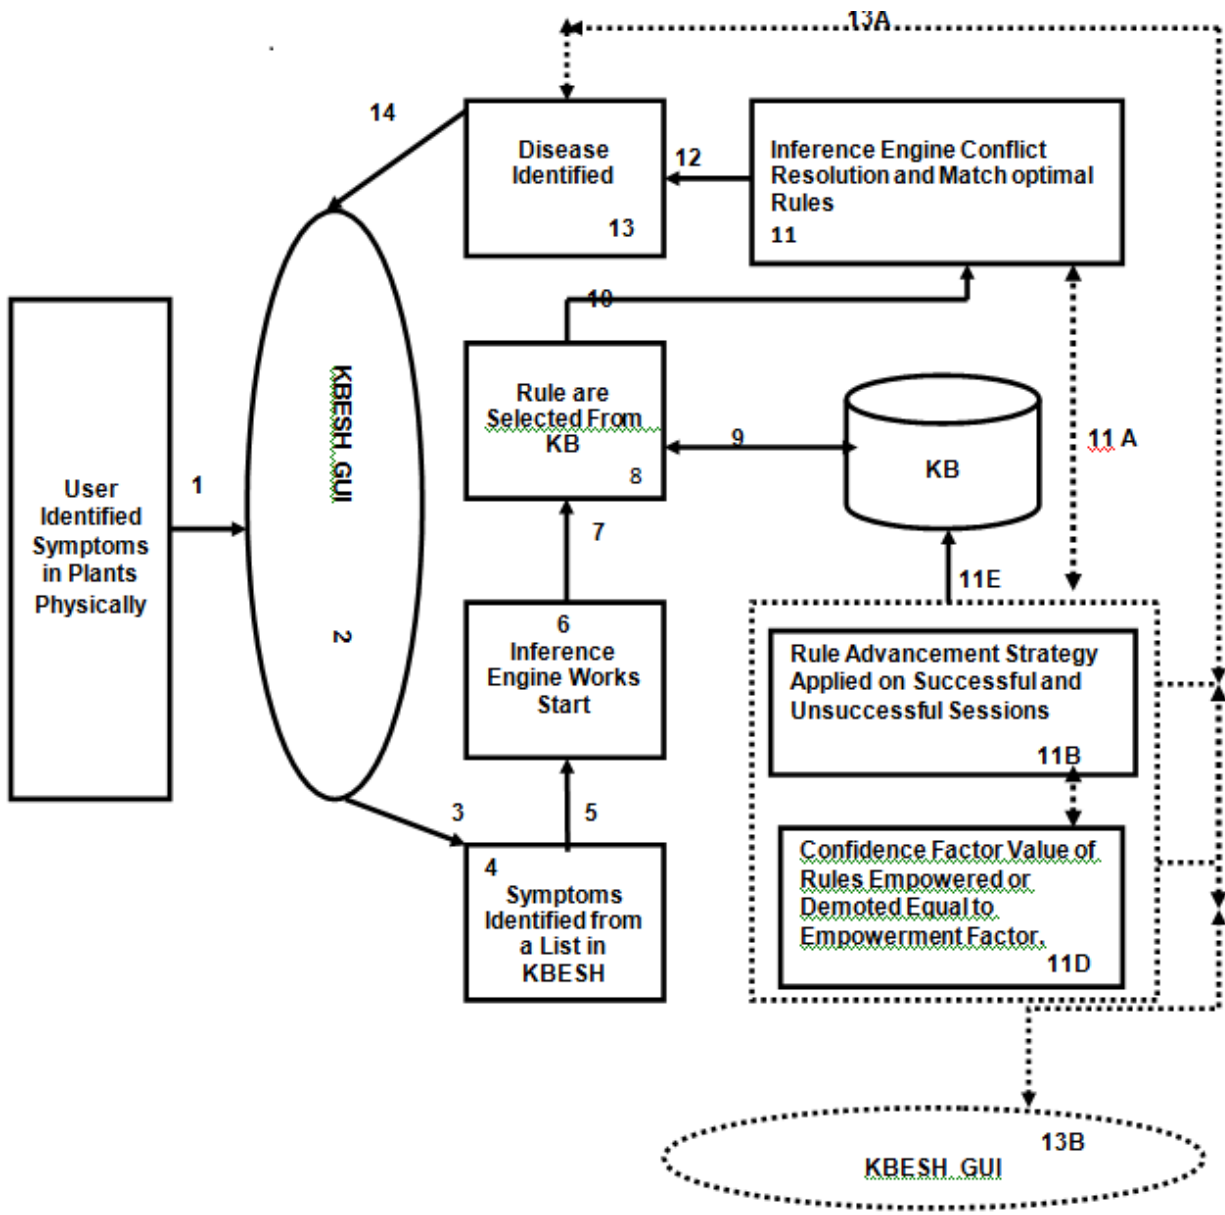 13A
14
Disease
Identified
13
12
Inference Engine Conflict
Resolution and Match optimal
Rules
11
10
User
Identified
Symptoms
in Plants
Physically
1
KBESH GUI
2
Rule are
Selected From
KB
8
9
KB
11 A
7
11E
6
Inference
Engine Works
Start
Rule Advancement Strategy
Applied on Successful and
Unsuccessful Sessions
11B
3
5
4
Symptoms
Identified from
a List in
KBESH
Confidence Factor Value of
Rules Empowered or
Demoted Equal to
Empowerment Factor.
11D
13B
KBESH GUI